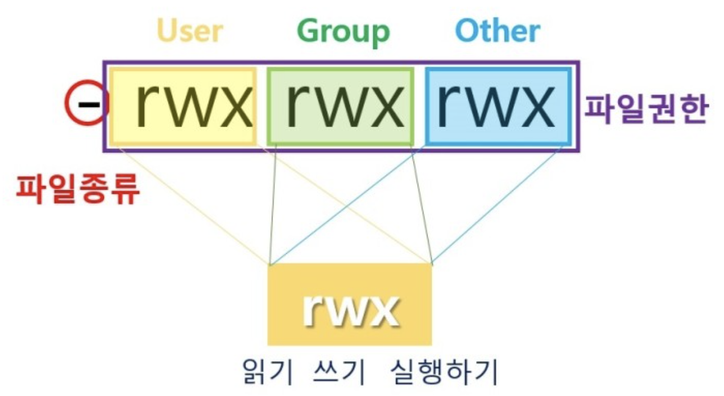 User Group Other
- rwx rwx rwx 파일권한
파일종류
rwx
읽기 쓰기 실행하기